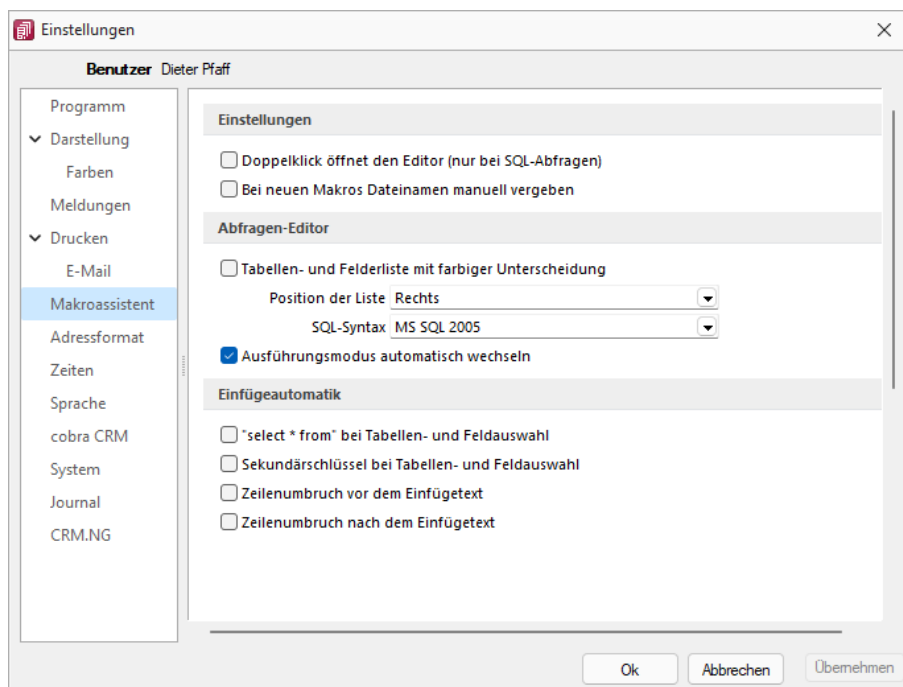 Einstellungen
Benutzer Dieter Pfaff
Programm
Darstellung
Farben
Meldungen
Drucken
E-Mail
Makroassistent
Adressformat
Zeiten
Sprache
cobra CRM
System
Journal
CRM.NG
Einstellungen
Doppelklick öffnet den Editor (nur bei SQL-Abfragen)
Bei neuen Makros Dateinamen manuell vergeben
Abfragen-Editor
Tabellen- und Felderliste mit farbiger Unterscheidung
Position der Liste Rechts
SQL-Syntax MS SQL 2005
Ausführungsmodus automatisch wechseln
Einfügeautomatik
"select * from" bei Tabellen- und Feldauswahl
Sekundärschlüssel bei Tabellen- und Feldauswahl
Zeilenumbruch vor dem Einfügetext
Zeilenumbruch nach dem Einfügetext
Ok Abbrechen Übernehmen